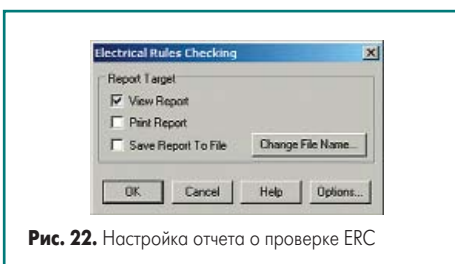 Electrical Rules Checking
Report Target
View Report
Print Report
Save Report To File Change File Name...
OK Cancel Help Options...
Рис. 22. Настройка отчета о проверке ERC